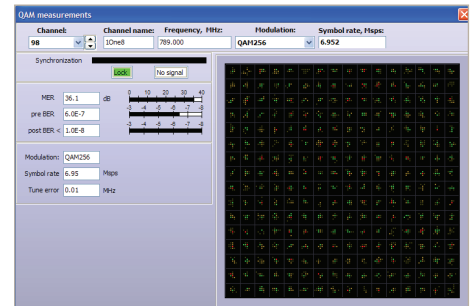 QAM measurements
Channel: Channel name: Frequency, MHz: Modulation: Symbol rate, Msps:
98 1One8 789.000 QAM256 6.952
Synchronization
Lock No signal
0 10 20 30 40
MER 36.1 dB
-3 -4 -5 -6 -7 -8
pre BER 6.0E-7
-3 -4 -5 -6 -7 -8
post BER < 1.0E-8
Modulation: QAM256
Symbol rate 6.95 Msps
Tune error 0.01 MHz